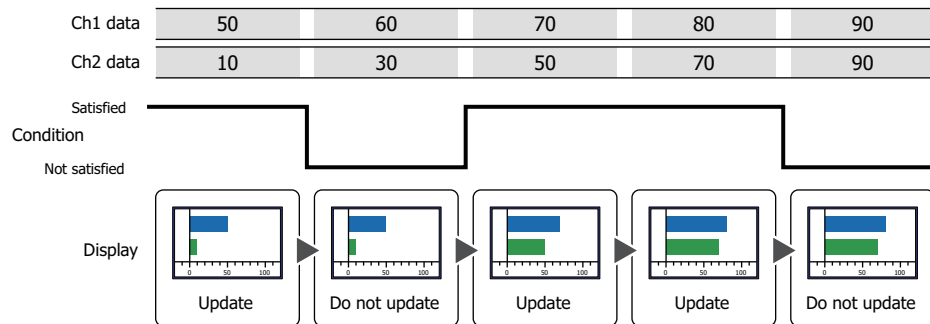 Ch1 data 50 60 70 80 90
Ch2 data 10 30 50 70 90
Satisfied
Condition
Not satisfied
Display
0 50 100
0 50 100
0 50 100
0 50 100
0 50 100
Update
Do not update
Update
Update
Do not update